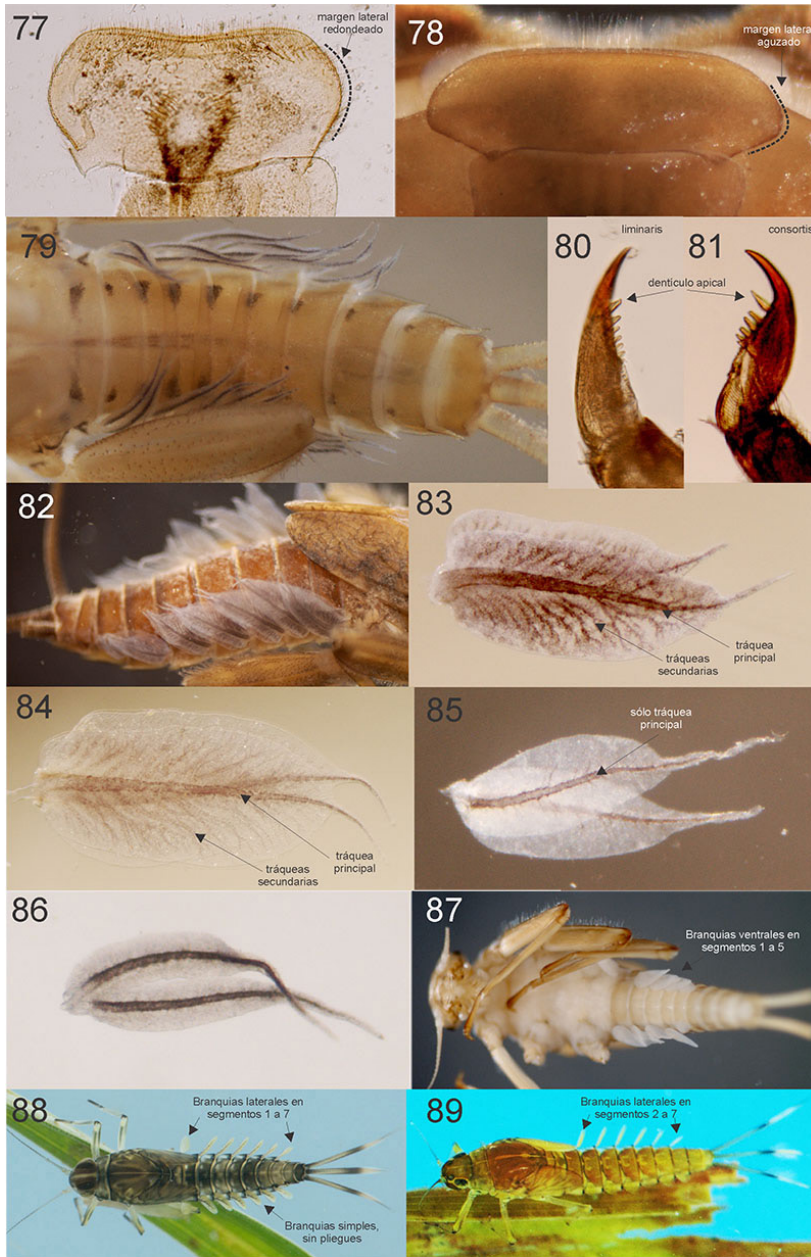 77
margen lateral
redondeado
78
margen lateral
aguzado
79
80
liminaris
81
consortis
dentículo apical
82
83
tráqueas
secundarias
tráquea
principal
84
tráqueas
secundarias
tráquea
principal
85
sólo tráquea
principal
86
87
Branquias ventrales en
segmentos 1 a 5
88
Branquias laterales en
segmentos 1 a 7
Branquias simples,
sin pliegues
89
Branquias laterales en
segmentos 2 a 7